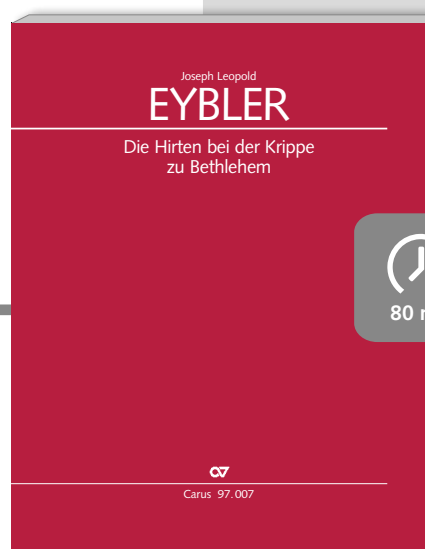 Joseph Leopold
EYBLER
Die Hirten bei der Krippe
zu Bethlehem
80
Carus 97.007